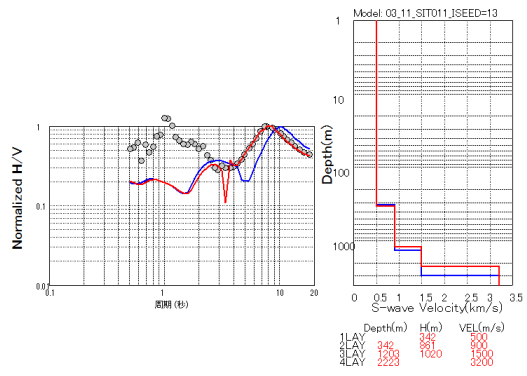 Model: 03_11_SIT011_ISEED=13
1
10
100
1000
Depth(m)
0 0.5 1 1.5 2 2.5 3 3.5
S-wave Velocity(km/s)
Normalized H/V
1
0.1
0.01
0.1 1 10 20
周期(秒)
Depth(m) H(m) VEL(m/s)
1LAY 342 500
2LAY 342 861 900
3LAY 1203 1020 1500
4LAY 2223 3200